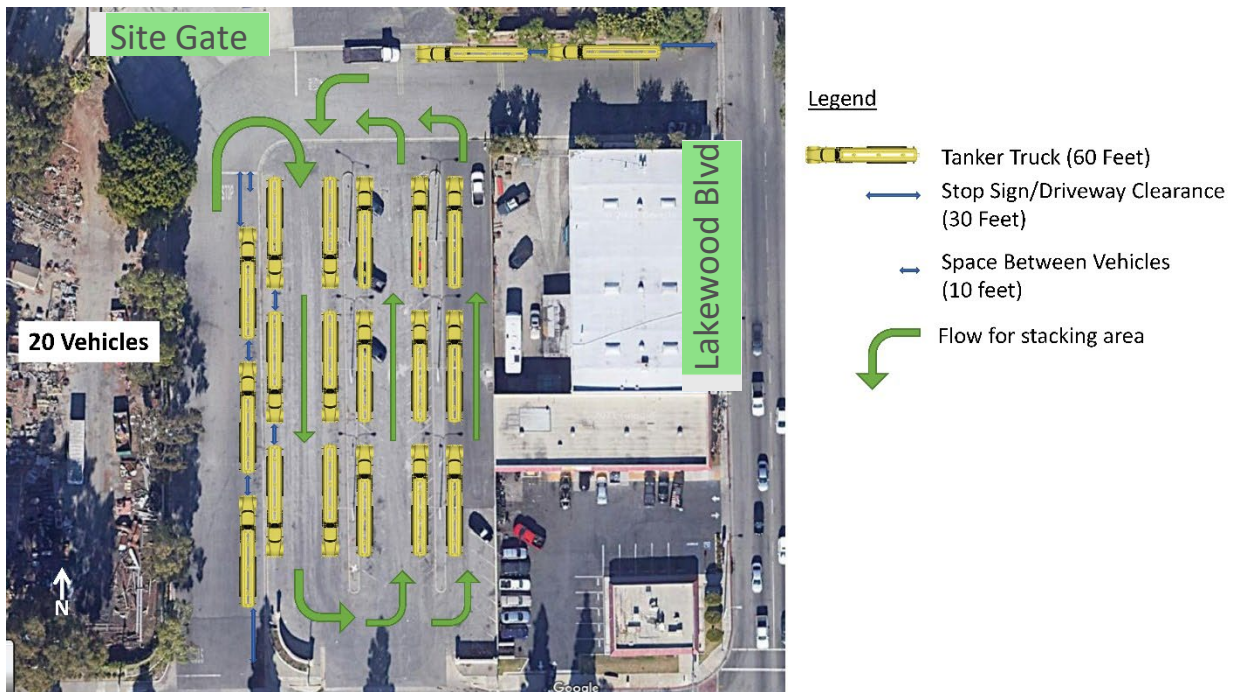 Site Gate
Lakewood Blvd
STOP
20 Vehicles
N
Google
Legend
Tanker Truck (60 Feet)
Stop Sign/Driveway Clearance
(30 Feet)
Space Between Vehicles
(10 feet)
Flow for stacking area